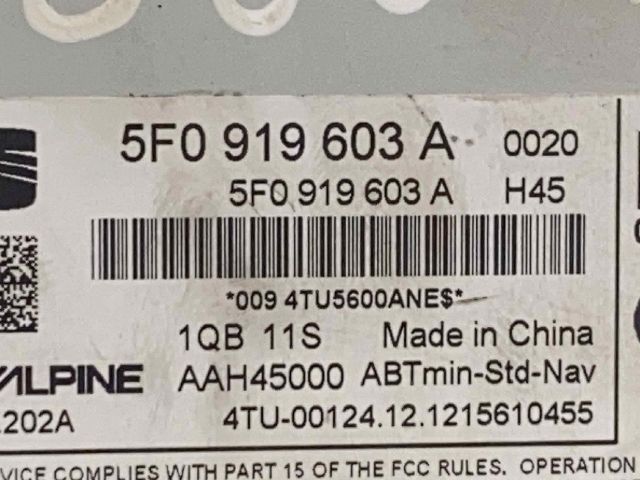 5F0 919 603 A 0020
5F0 919 603 A H45
*009 4TU5600ANE$*
1QB 11S Made in China
ALPINE AAH45000 ABTmin-Std-Nav
202A 4TU-00124.12.1215610455
VICE COMPLIES WITH PART 15 OF THE FCC RULES. OPERATION